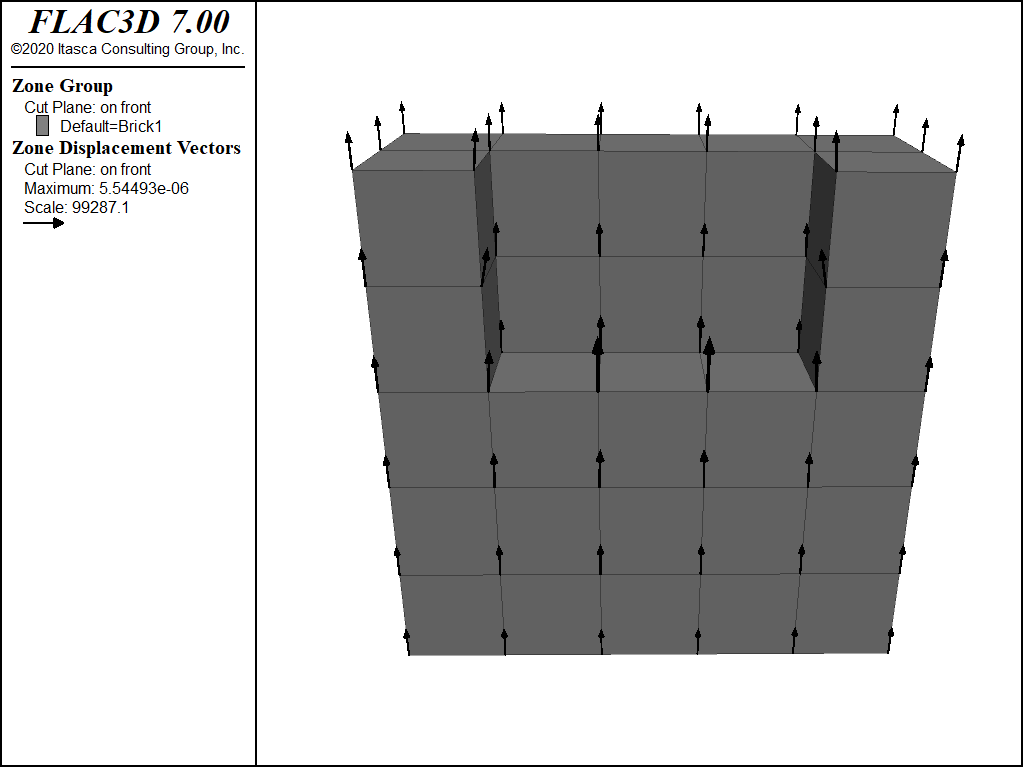 FLAC3D 7.00
©2020 Itasca Consulting Group, Inc.
Zone Group
Cut Plane: on front
Default=Brick1
Zone Displacement Vectors
Cut Plane: on front
Maximum: 5.54493e-06
Scale: 99287.1